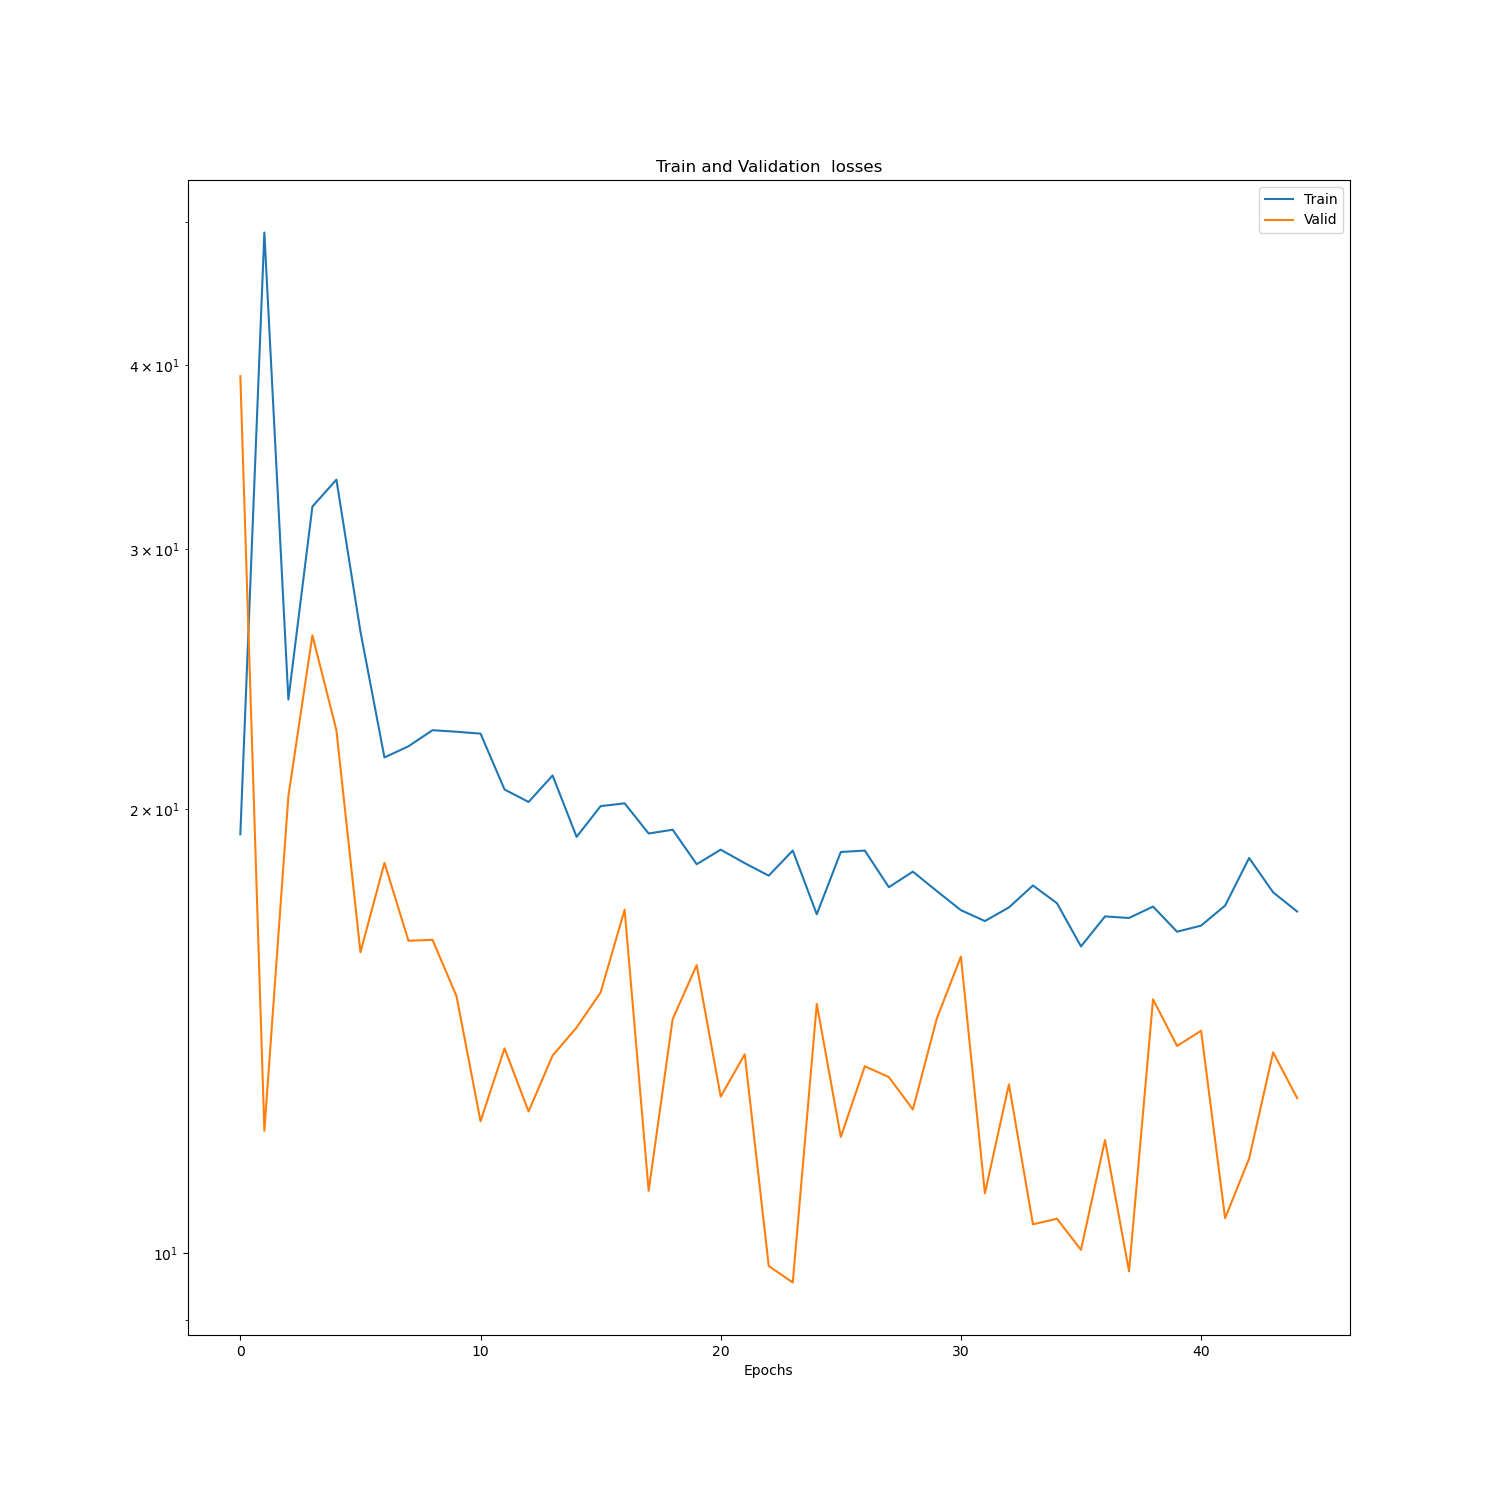 Train and Validation  losses
Train
Valid
4 × 10¹
3 × 10¹
2 × 10¹
10¹
0 10 20 30 40
Epochs